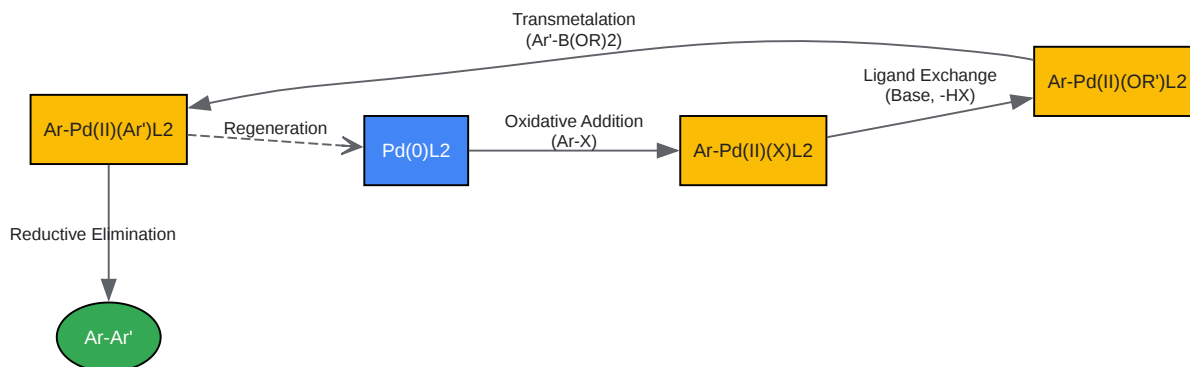 Transmetalation
(Ar'-B(OR)2)
Ligand Exchange
(Base, -HX)
Ar-Pd(II)(OR')L2
Ar-Pd(II)(Ar')L2
Regeneration
Pd(0)L2
Oxidative Addition
(Ar-X)
Ar-Pd(II)(X)L2
Reductive Elimination
Ar-Ar'